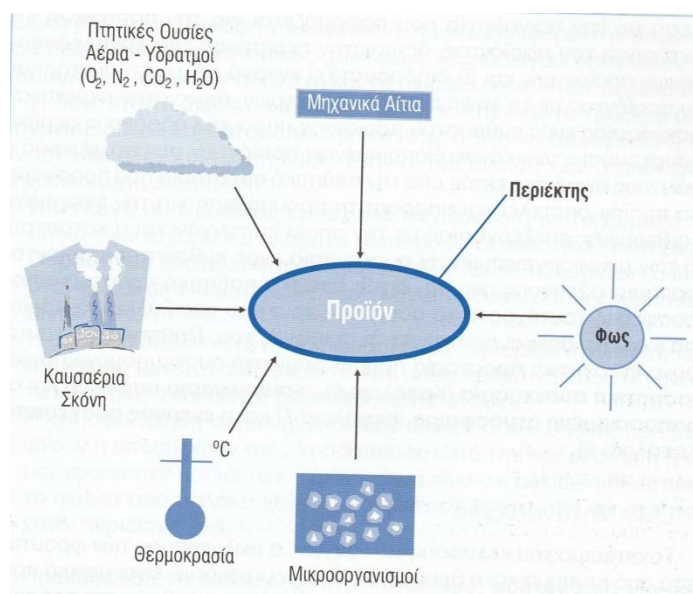 Πτητικές Ουσίες
Αέρια - Υδρατμοί
(O₂, N₂, CO₂, H₂O)
Μηχανικά Αίτια
Περιέκτης
Προϊόν
Φως
Καυσαέρια
Σκόνη
⁰C
Θερμοκρασία
Μικροοργανισμοί